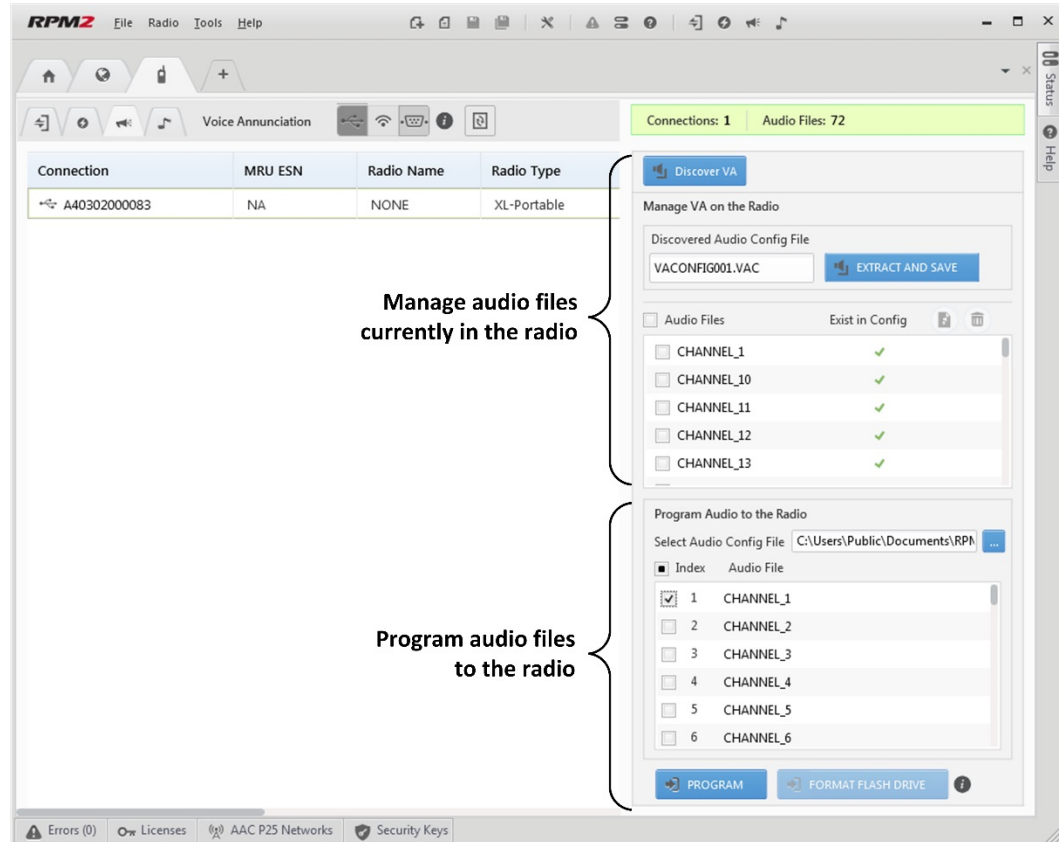 RPM2 File Radio Tools Help
Status
Help
Voice Annunciation
Connections: 1 Audio Files: 72
Connection MRU ESN Radio Name Radio Type
A40302000083 NA NONE XL-Portable
Discover VA
Manage VA on the Radio
Discovered Audio Config File
VACONFIG001.VAC EXTRACT AND SAVE
Manage audio files
currently in the radio
Audio Files Exist in Config
CHANNEL_1
CHANNEL_10
CHANNEL_11
CHANNEL_12
CHANNEL_13
Program Audio to the Radio
Select Audio Config File C:\Users\Public\Documents\RPM ...
Index Audio File
1 CHANNEL_1
2 CHANNEL_2
3 CHANNEL_3
4 CHANNEL_4
5 CHANNEL_5
6 CHANNEL_6
Program audio files
to the radio
PROGRAM FORMAT FLASH DRIVE
Errors (0) Licenses AAC P25 Networks Security Keys